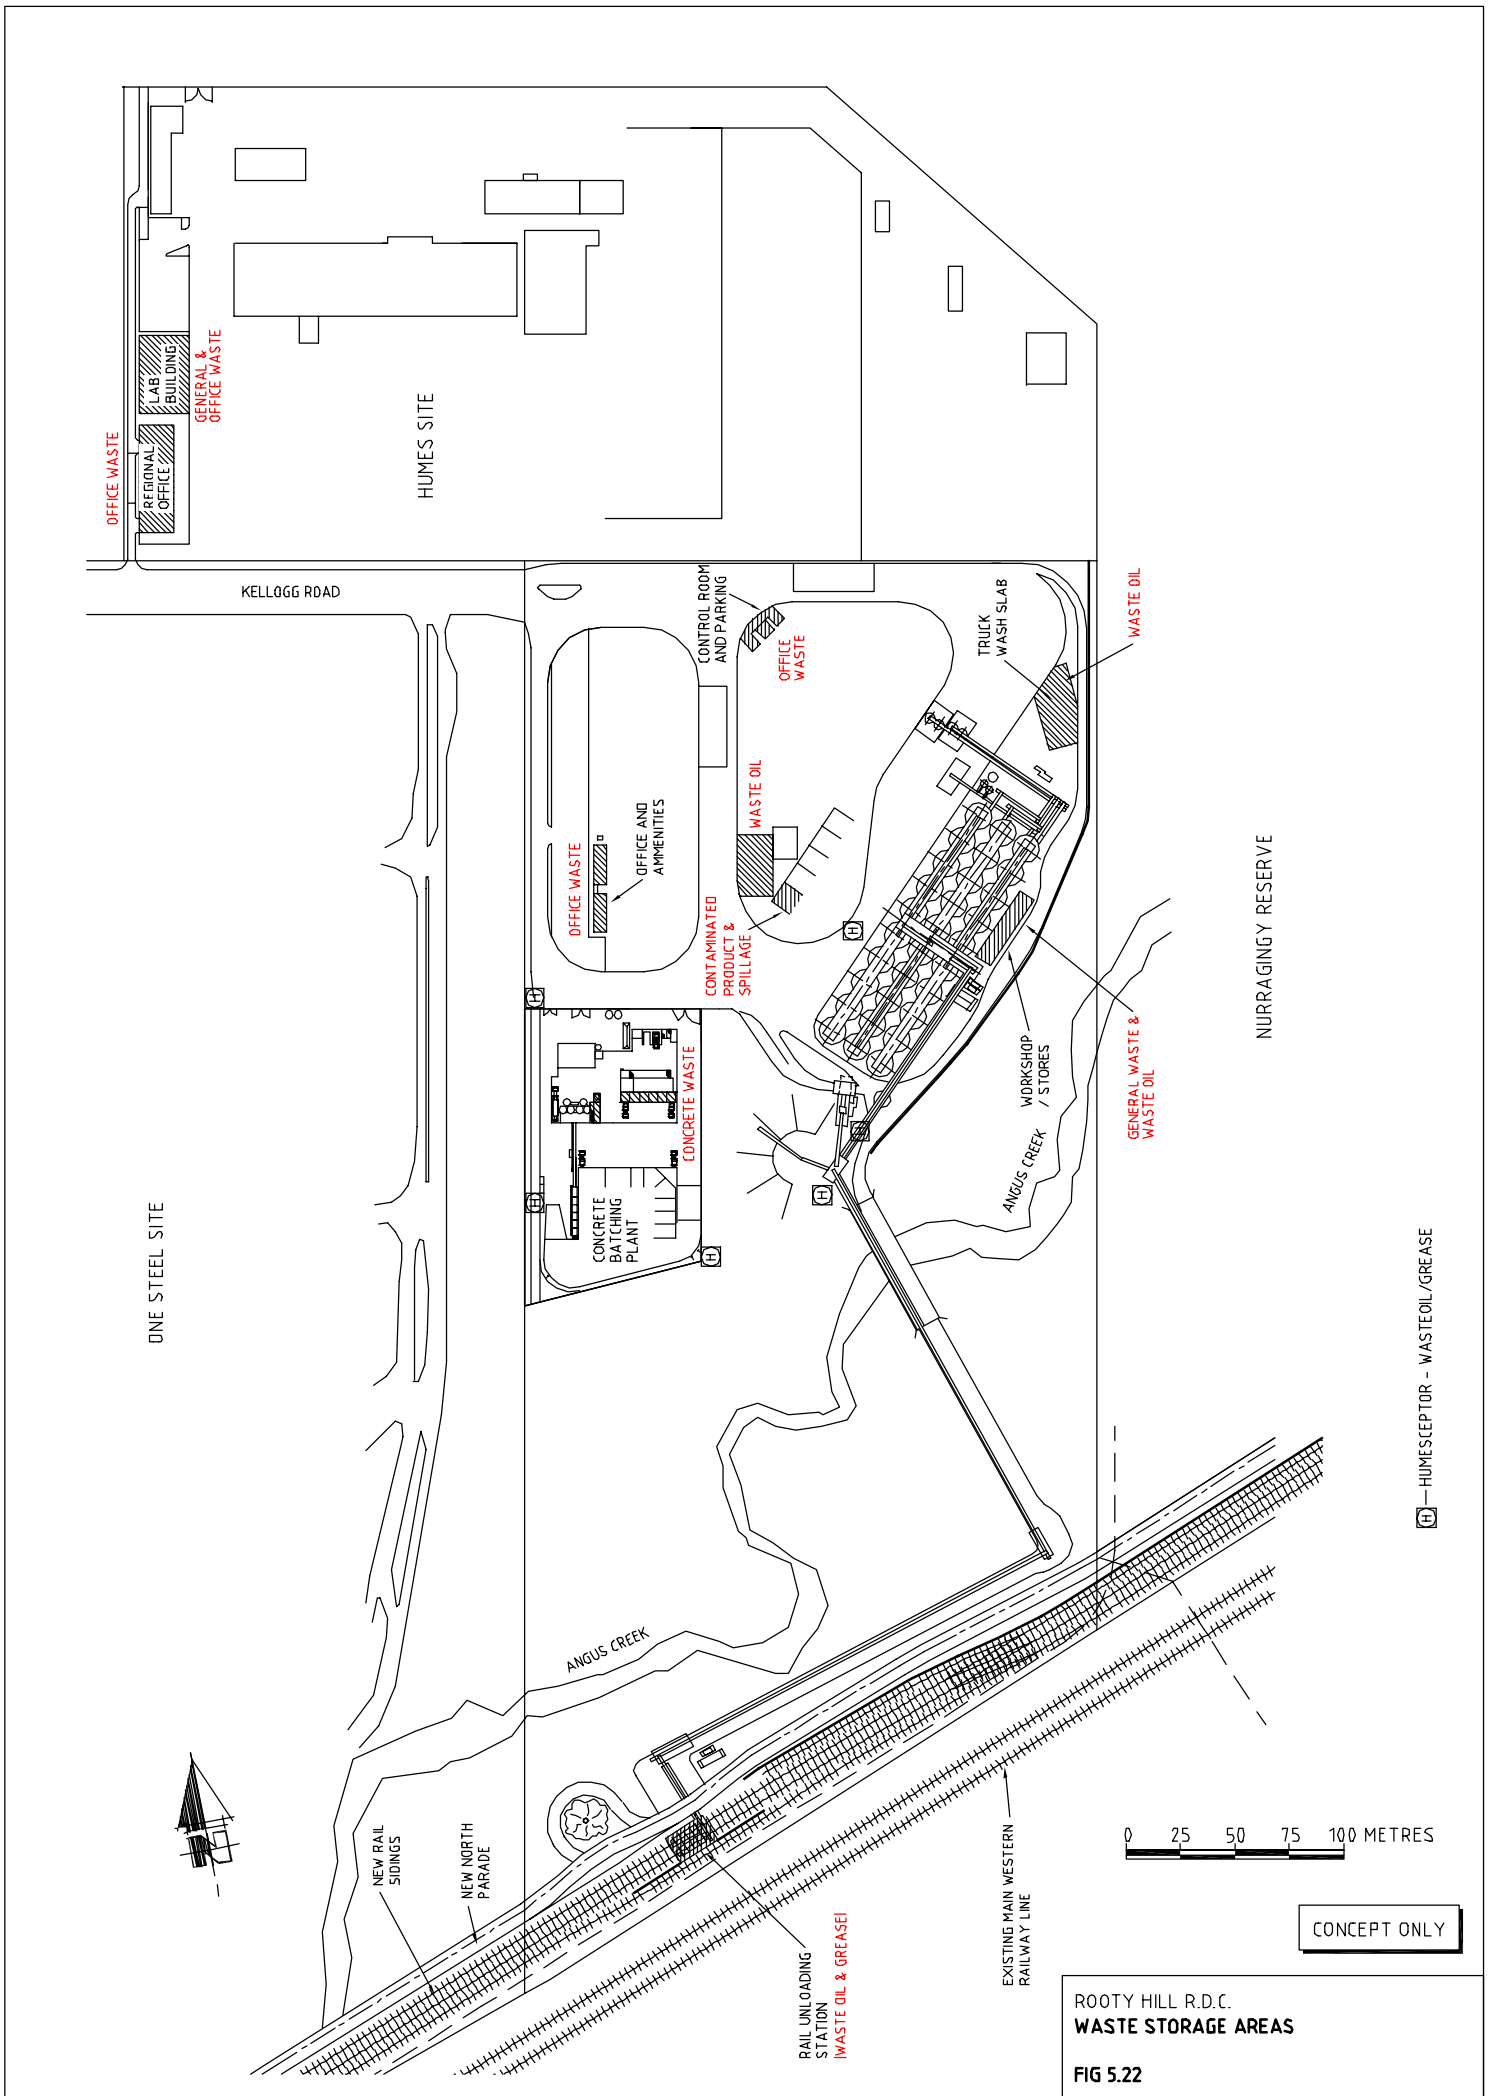 OFFICE WASTE
REGIONAL
OFFICE
LAB
BUILDING
GENERAL &
OFFICE WASTE
HUMES SITE
KELLOGG ROAD
CONTROL ROOM
AND PARKING
OFFICE
WASTE
TRUCK
WASH SLAB
WASTE OIL
WASTE OIL
OFFICE AND
AMMENITIES
OFFICE WASTE
CONTAMINATED
PRODUCT &
SPILLAGE
H
H
CONCRETE WASTE
CONCRETE
BATCHING
PLANT
H
H
H
H
WORKSHOP
/ STORES
GENERAL WASTE &
WASTE OIL
ANGUS CREEK
NURRAGINGY RESERVE
ONE STEEL SITE
ANGUS CREEK
NEW RAIL
SIDINGS
NEW NORTH
PARADE
RAIL UNLOADING
STATION
(WASTE OIL & GREASE)
EXISTING MAIN WESTERN
RAILWAY LINE
H — HUMESCEPTOR - WASTEOIL/GREASE
0 25 50 75 100 METRES
CONCEPT ONLY
ROOTY HILL R.D.C.
WASTE STORAGE AREAS
FIG 5.22